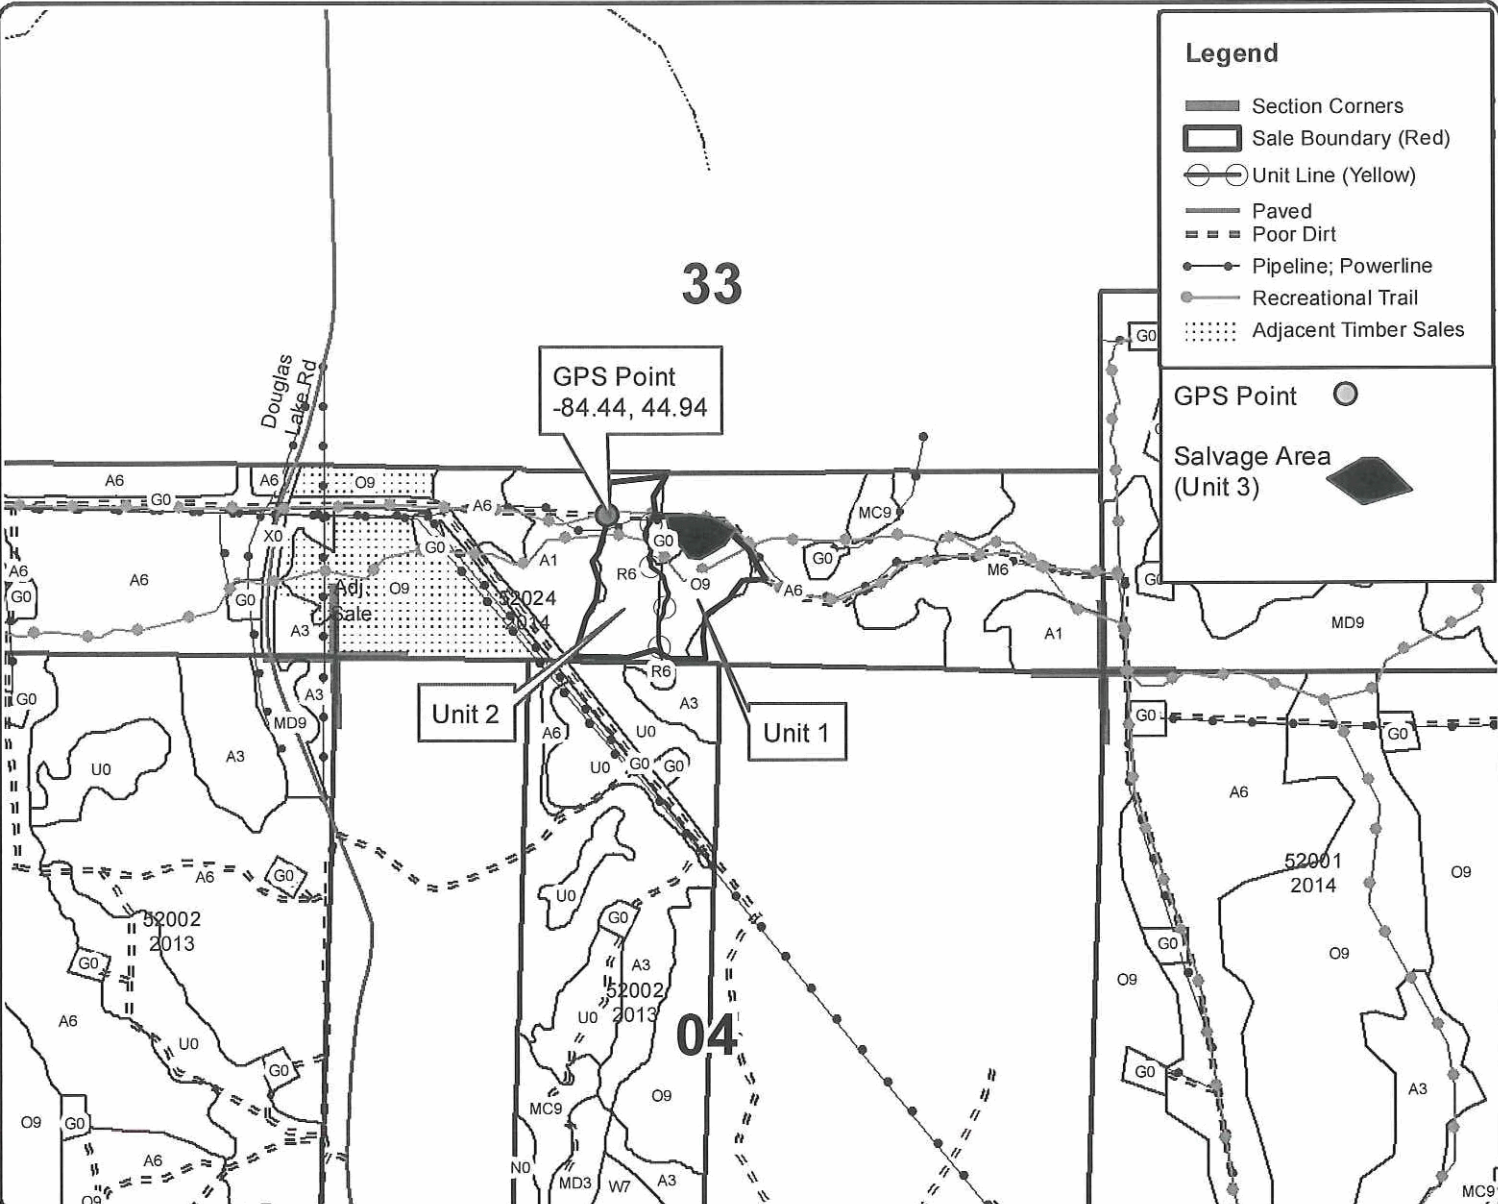 Legend
Section Corners
Sale Boundary (Red)
Unit Line (Yellow)
Paved
Poor Dirt
Pipeline; Powerline
Recreational Trail
Adjacent Timber Sales
GPS Point
Salvage Area
(Unit 3)
33
G0
GPS Point
-84.44, 44.94
Douglas
Lake Rd
A6
A6
O9
G0
A6
MC9
X0
G0
G0
G0
A1
A6
A6
R6
O9
M6
G0
G0
G0
A6
Adj.
Sale
O9
52024
2014
A6
A3
A1
MD9
R6
G0
A3
A3
Unit 2
Unit 1
MD9
G0
G0
A6
U0
A3
U0
U0
G0
G0
A6
52001
2014
O9
A6
G0
U0
52002
2013
G0
G0
G0
O9
A3
O9
52002
2013
A6
U0
U0
04
G0
G0
A3
O9
MC9
O9
G0
A6
N0
MD3
W7
A3
MC9
O9